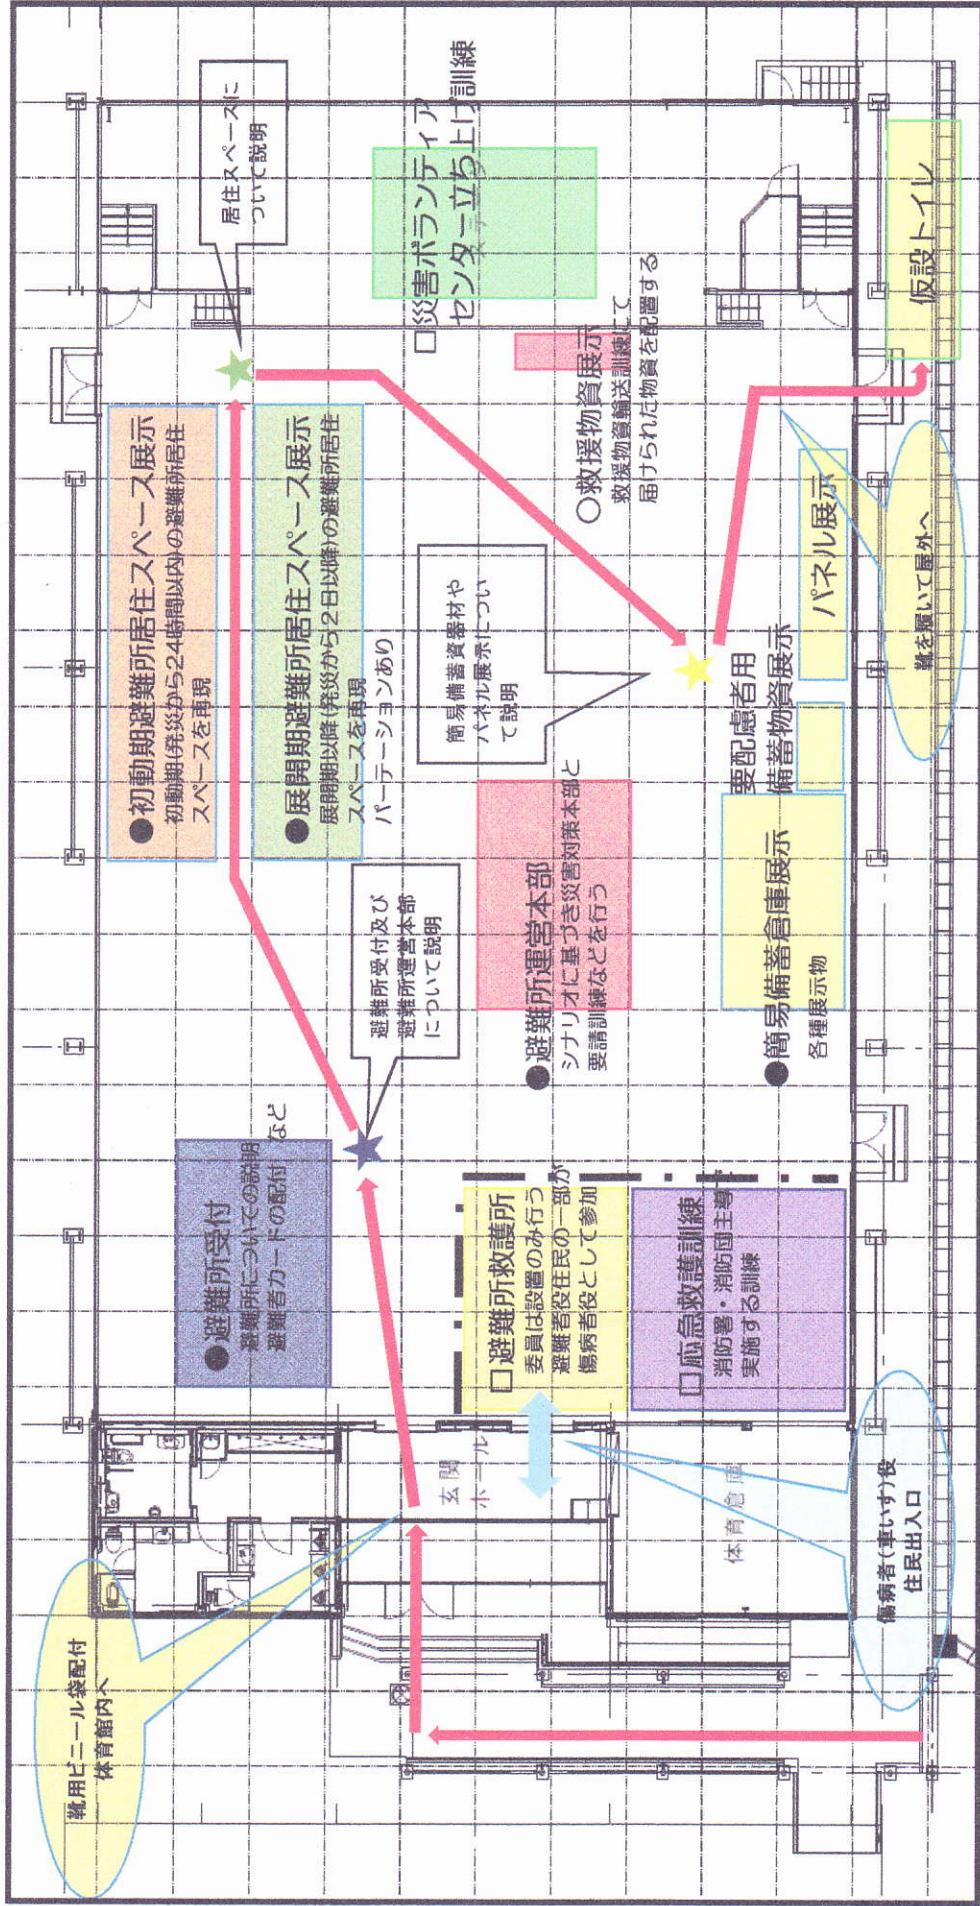 靴用ビニール袋配付
体育館内へ
●避難所受付
避難所についての説明
避難者カードの配付 など
避難所受付及び
避難所運営本部
について説明
●初動期避難所居住スペース展示
初動期(発災から24時間以内)の避難所居住
スペースを再現
●展開期避難所居住スペース展示
展開期以降(発災から2日以降)の避難所居住
スペースを再現
パーテーションあり
居住スペースに
ついて説明
□災害ボランティア
センター立ち上げ訓練
玄関
ホール
□避難所救護所
委員は設置のみ行う
避難者役住民の一部が
傷病者役として参加
●避難所運営本部
シナリオに基づき災害対策本部と
要請訓練などを行う
簡易備蓄資器材や
パネル展示につい
て説明
○救援物資展示
救援物資輸送訓練にて
届けられた物資を配置する
体育倉庫
□応急救護訓練
消防署・消防団主導
実施する訓練
●簡易備蓄倉庫展示
各種展示物
要配慮者用
備蓄物資展示
パネル展示
傷病者(車いす)役
住民出入口
靴を履いて屋外へ
仮設トイレ